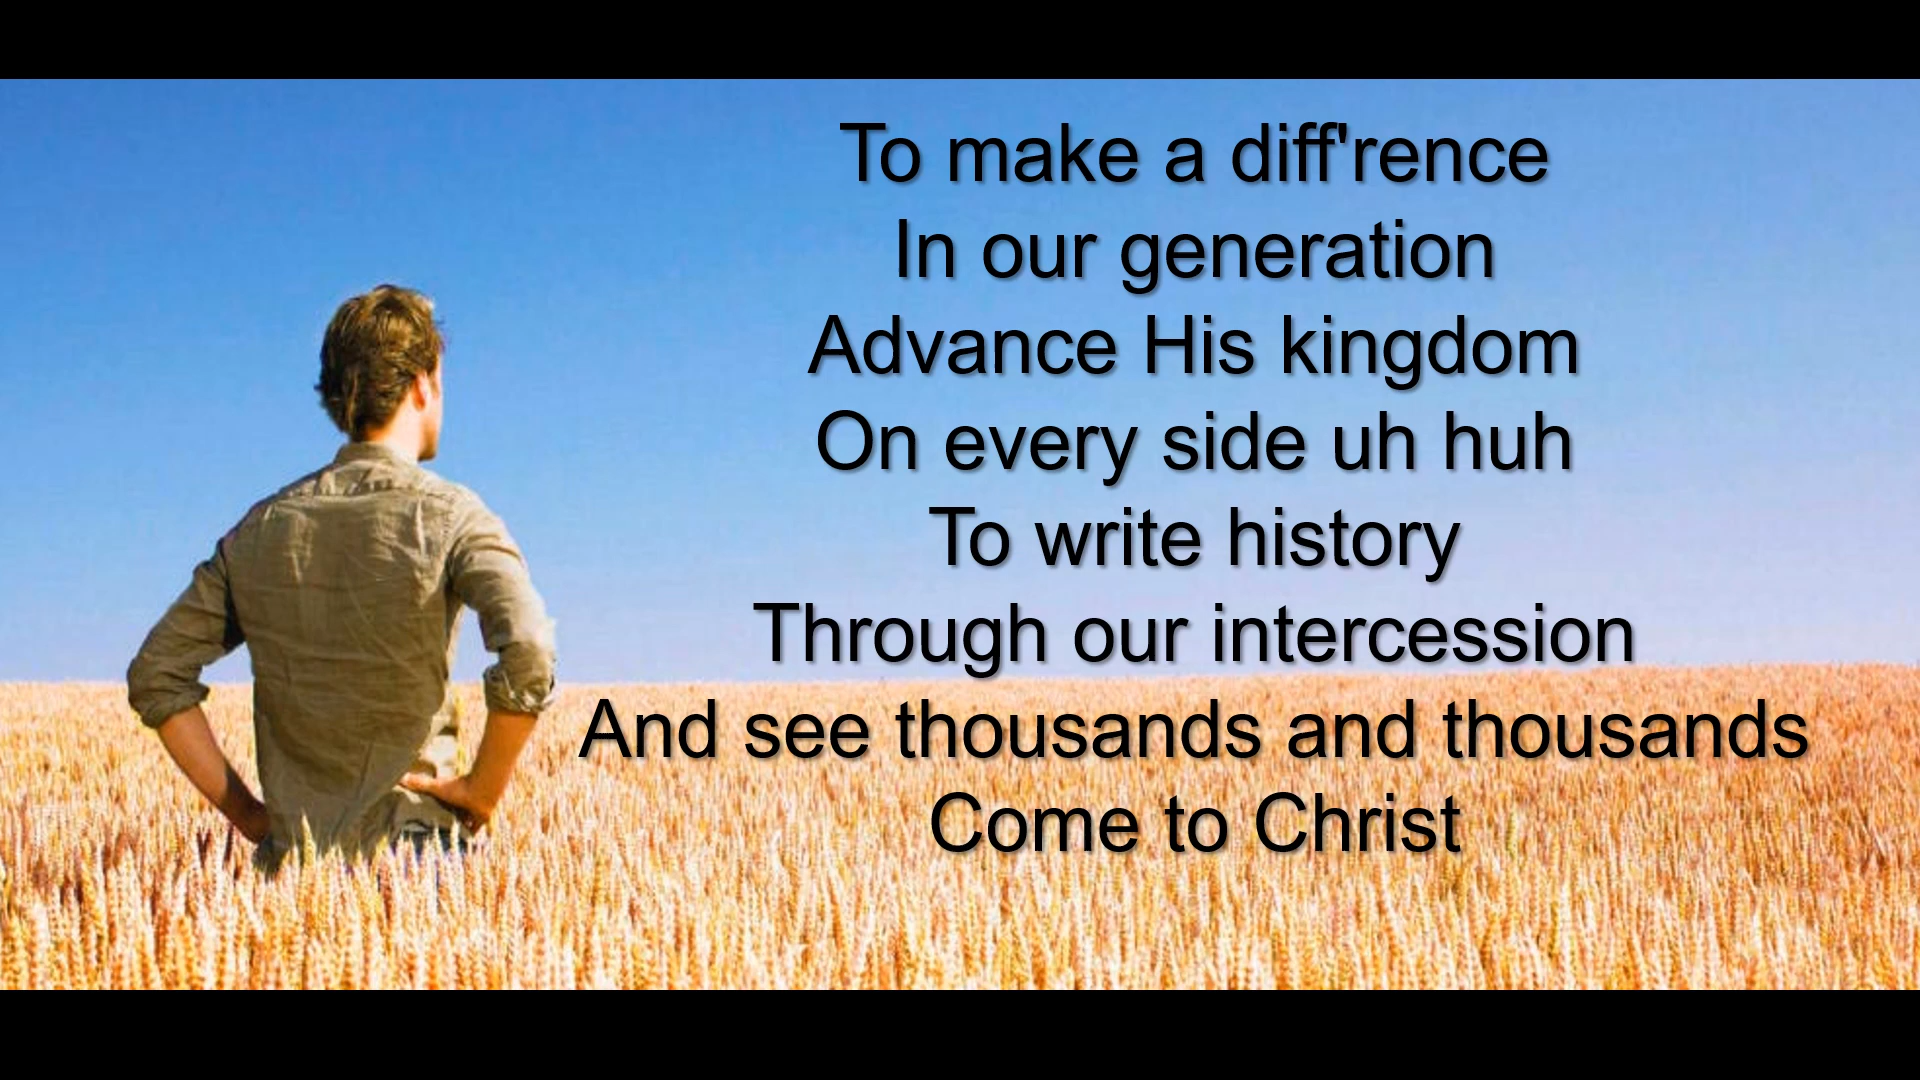 To make a diff'rence
In our generation
Advance His kingdom
On every side uh huh
To write history
Through our intercession
And see thousands and thousands
Come to Christ